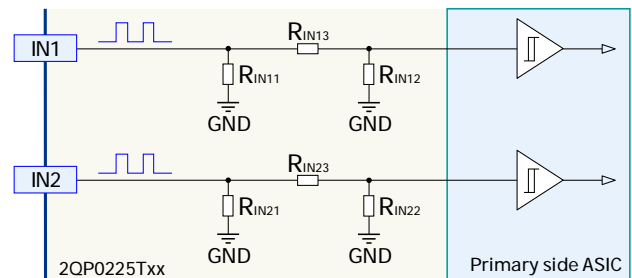 IN1
RIN13
RIN11
RIN12
GND
GND
IN2
RIN23
RIN21
RIN22
GND
GND
2QP0225Txx
Primary side ASIC